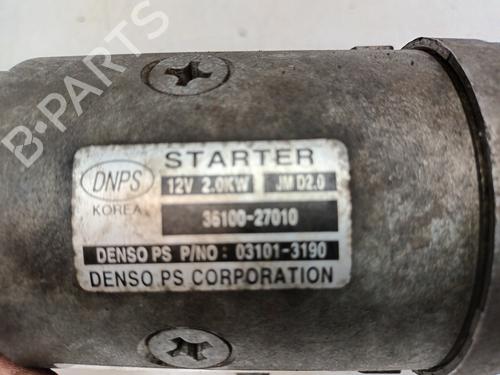 B-PARTS
STARTER
DNPS
12V 2.0KW JM D2.0
KOREA
36100-27010
DENSO PS P/NO: 03101-3190
DENSO PS CORPORATION